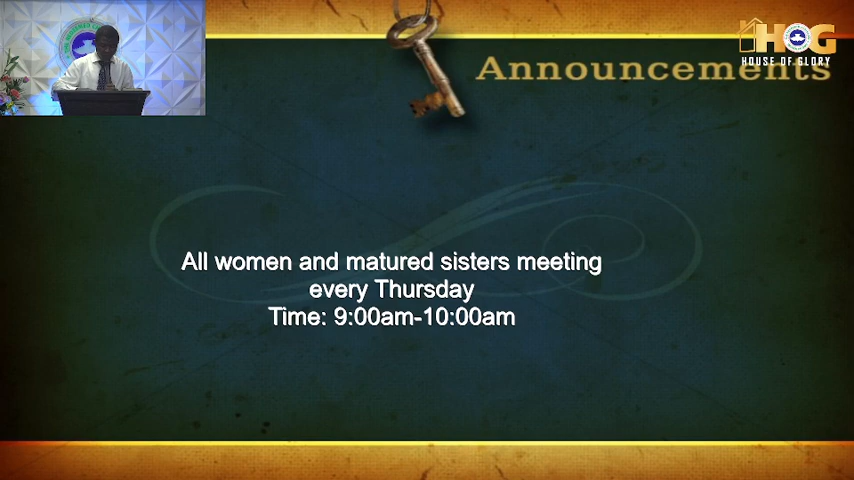 HOG
HOUSE OF GLORY
Announcements
All women and matured sisters meeting
every Thursday
Time: 9:00am-10:00am